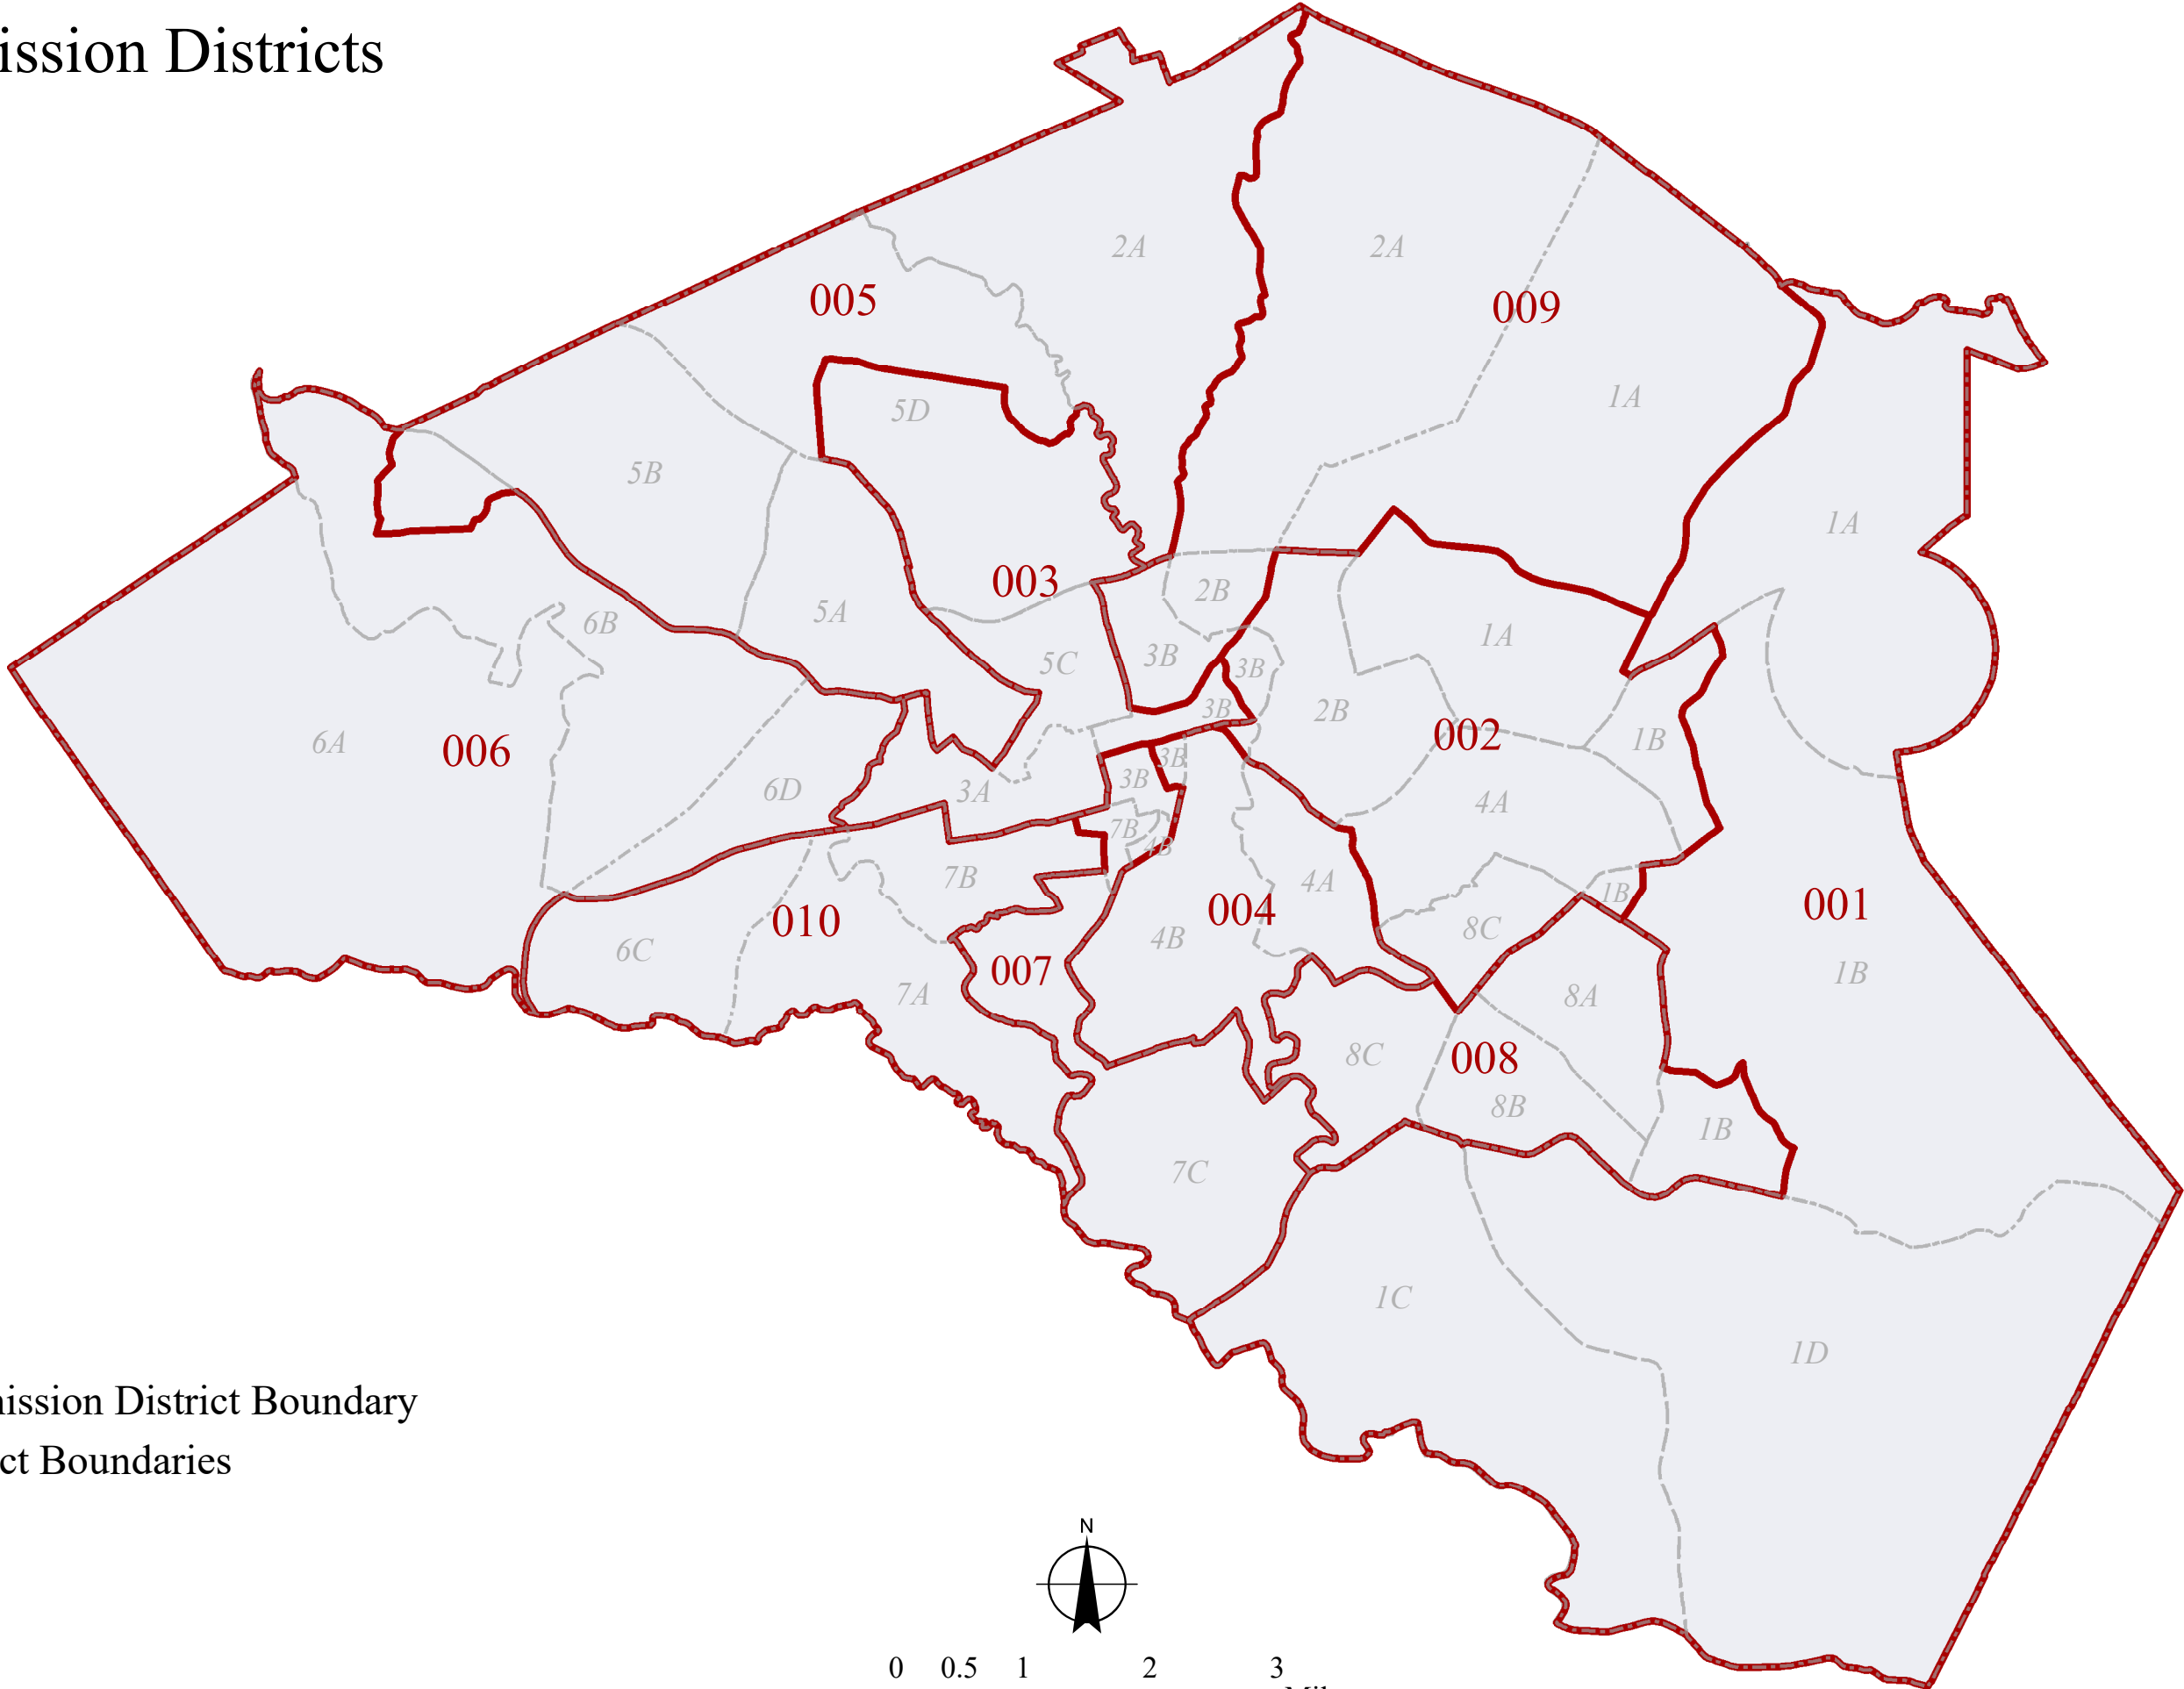 ission Districts
2A
2A
005
009
5D
1A
5B
1A
003
2B
5A
6B
1A
3B
5C
3B
3B
2B
002
1B
6A
006
3B
3B
6D
3A
4A
7B
4B
7B
4A
1B
001
004
010
8C
4B
6C
007
1B
7A
8A
8C
008
8B
1B
7C
1C
1D
ission District Boundary
ct Boundaries
N
0 0.5 1 2 3